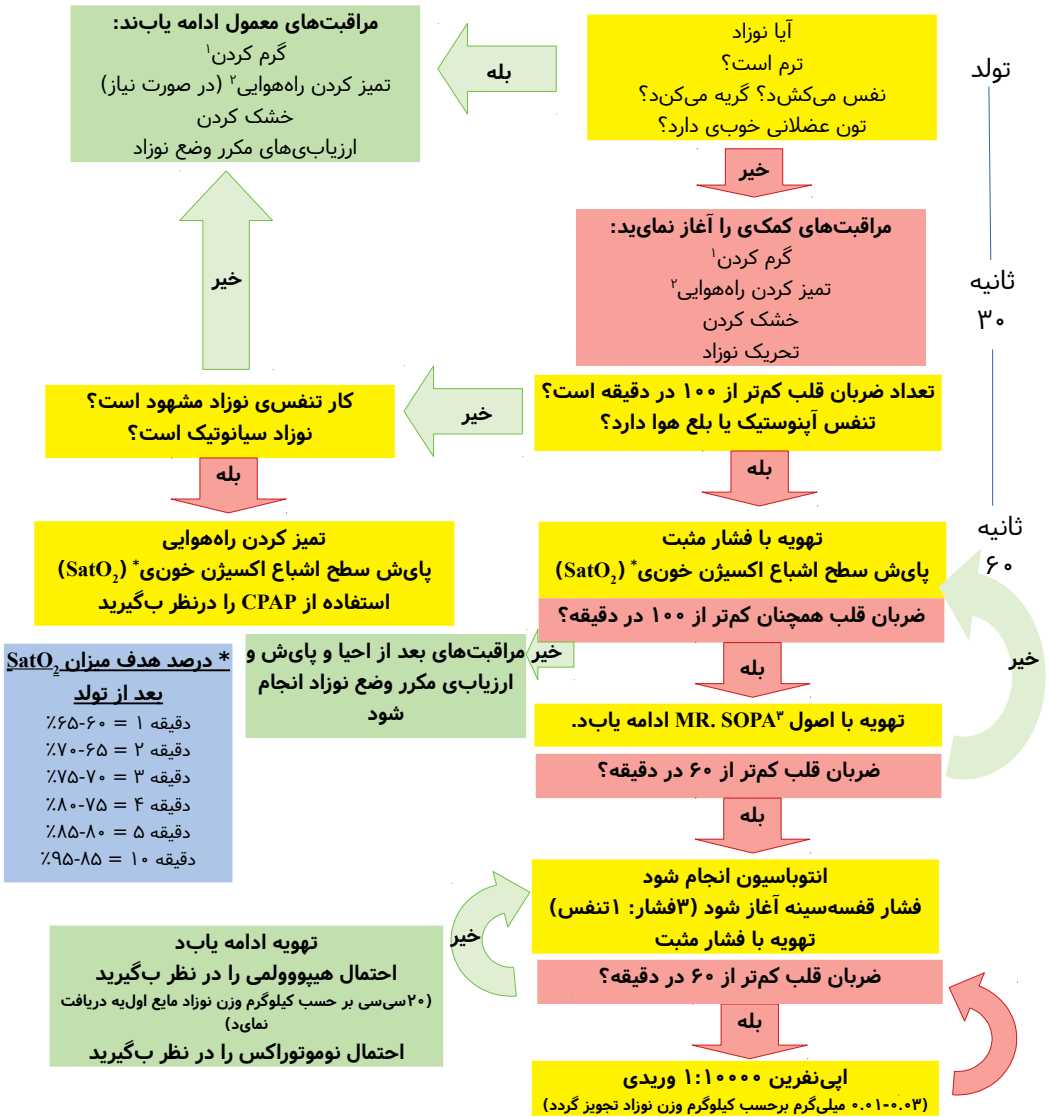 آیا نوزاد
ترم است؟
نفس می‌کشد؟ گریه می‌کند؟
تون عضلانی خوبی دارد؟
بله
مراقبت‌های معمول ادامه یابند:
گرم کردن۱
تمیز کردن راه‌هوایی۲ (در صورت نیاز)
خشک کردن
ارزیابی‌های مکرر وضع نوزاد
تولد
خیر
مراقبت‌های کمکی را آغاز نمایید:
گرم کردن۱
تمیز کردن راه‌هوایی۲
خشک کردن
تحریک نوزاد
ثانیه
۳۰
خیر
تعداد ضربان قلب کم‌تر از ۱۰۰ در دقیقه است؟
تنفس آپنوستیک یا بلع هوا دارد؟
خیر
کار تنفسی نوزاد مشهود است؟
نوزاد سیانوتیک است؟
بله
بله
ثانیه
۶۰
تهویه با فشار مثبت
پایش سطح اشباع اکسیژن خونی* (SatO2)
ضربان قلب همچنان کم‌تر از ۱۰۰ در دقیقه؟
تمیز کردن راه‌هوایی
پایش سطح اشباع اکسیژن خونی* (SatO2)
استفاده از CPAP را درنظر بگیرید
خیر
خیر
مراقبت‌های بعد از احیا و پایش و
ارزیابی مکرر وضع نوزاد انجام
شود
بله
* درصد هدف میزان SatO2
بعد از تولد
دقیقه ۱ = ۶۰-۶۵٪
دقیقه ۲ = ۶۵-۷۰٪
دقیقه ۳ = ۷۰-۷۵٪
دقیقه ۴ = ۷۵-۸۰٪
دقیقه ۵ = ۸۰-۸۵٪
دقیقه ۱۰ = ۸۵-۹۵٪
تهویه با اصول MR. SOPA۳ ادامه یابد.
ضربان قلب کم‌تر از ۶۰ در دقیقه؟
بله
انتوباسیون انجام شود
فشار قفسه‌سینه آغاز شود (۳فشار: ۱تنفس)
تهویه با فشار مثبت
ضربان قلب کم‌تر از ۶۰ در دقیقه؟
خیر
تهویه ادامه یابد
احتمال هیپوولمی را در نظر بگیرید
(۲۰سی‌سی بر حسب کیلوگرم وزن نوزاد مایع اولیه دریافت
نماید)
احتمال نوموتوراکس را در نظر بگیرید
بله
اپی‌نفرین ۱:۱۰۰۰۰ وریدی
(۰.۰۱-۰.۰۳ میلی‌گرم برحسب کیلوگرم وزن نوزاد تجویز گردد)